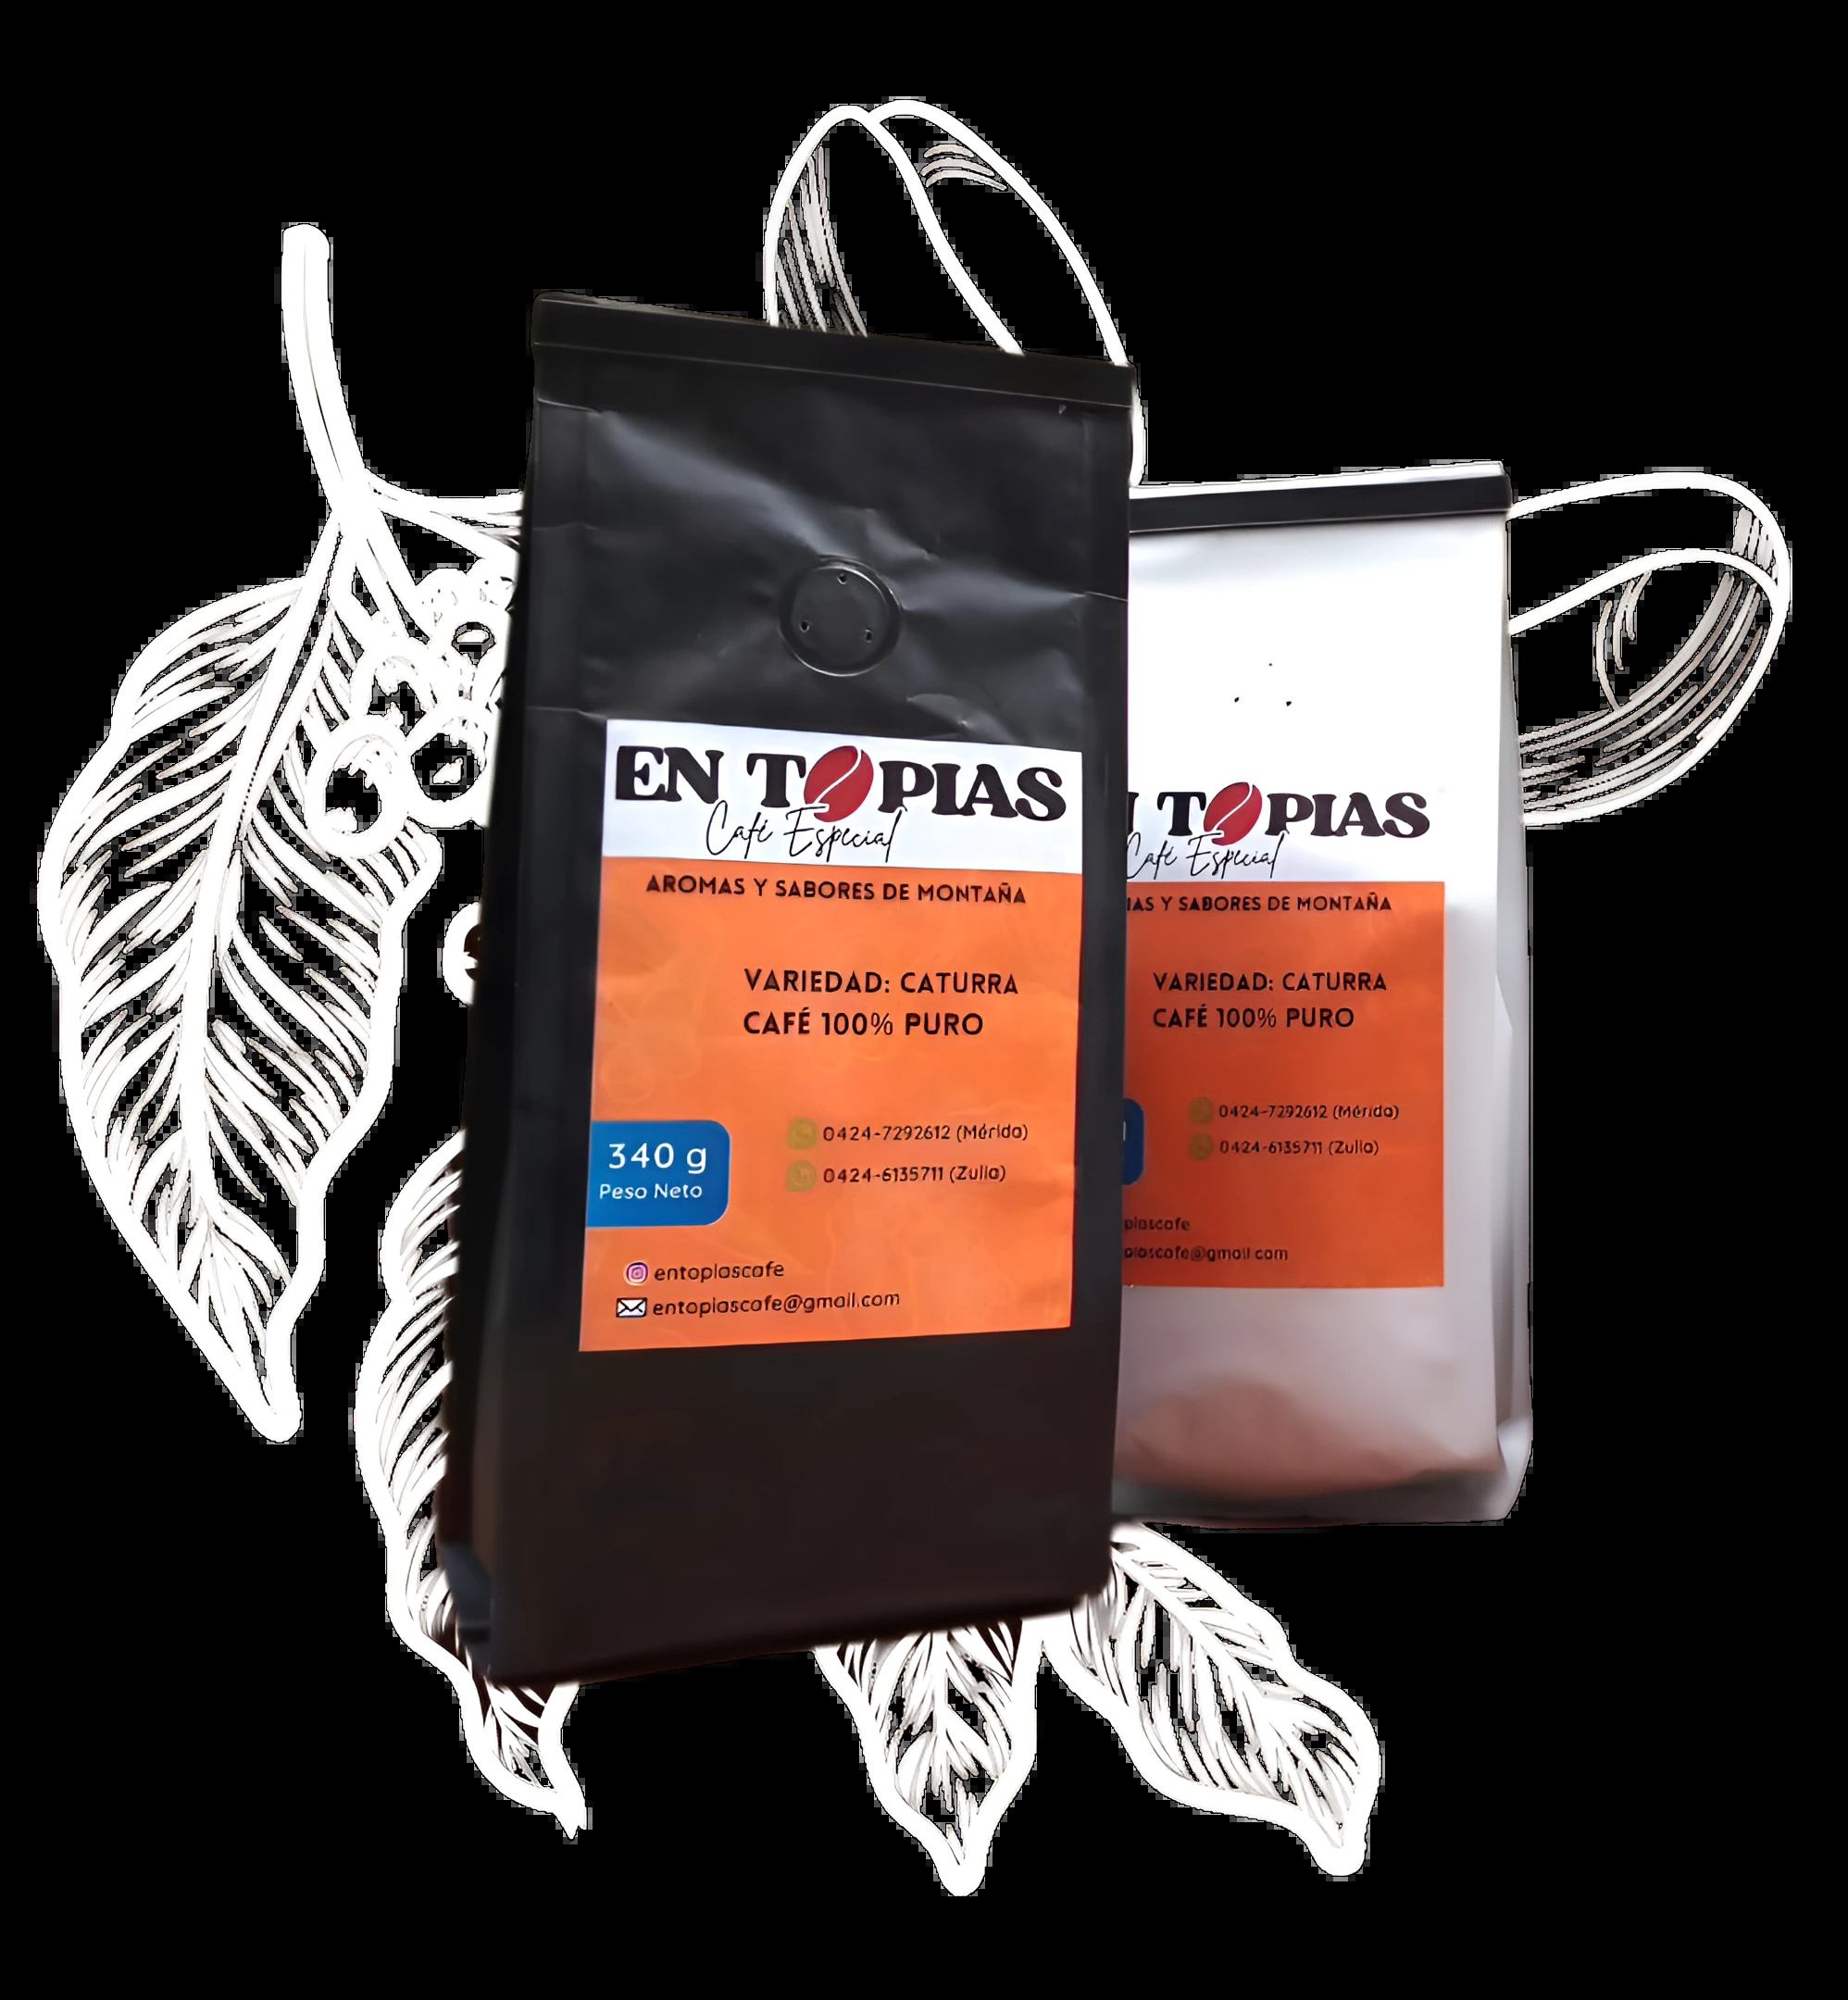 EN TOPIAS
Café Especial
AROMAS Y SABORES DE MONTAÑA
VARIEDAD: CATURRA
CAFÉ 100% PURO
340 g
Peso Neto
0424-7292612 (Mérida)
0424-6135711 (Zulia)
entopiascafe
entopiascafe@gmail.com
TOPIAS
Café Especial
Y SABORES DE MONTAÑA
VARIEDAD: CATURRA
CAFÉ 100% PURO
0424-7292612 (Mérida)
0424-6135711 (Zulia)
piascafe
piascafe@gmail.com